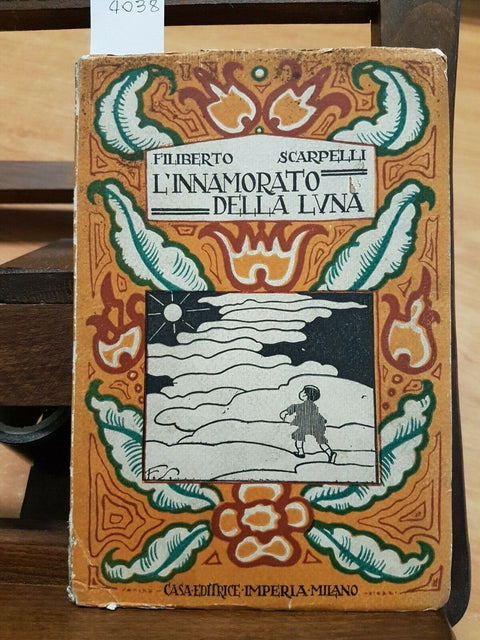 4038
FILIBERTO SCARPELLI
L'INNAMORATO
DELLA LVNA
CASA·EDITRICE·IMPERIA·MILANO